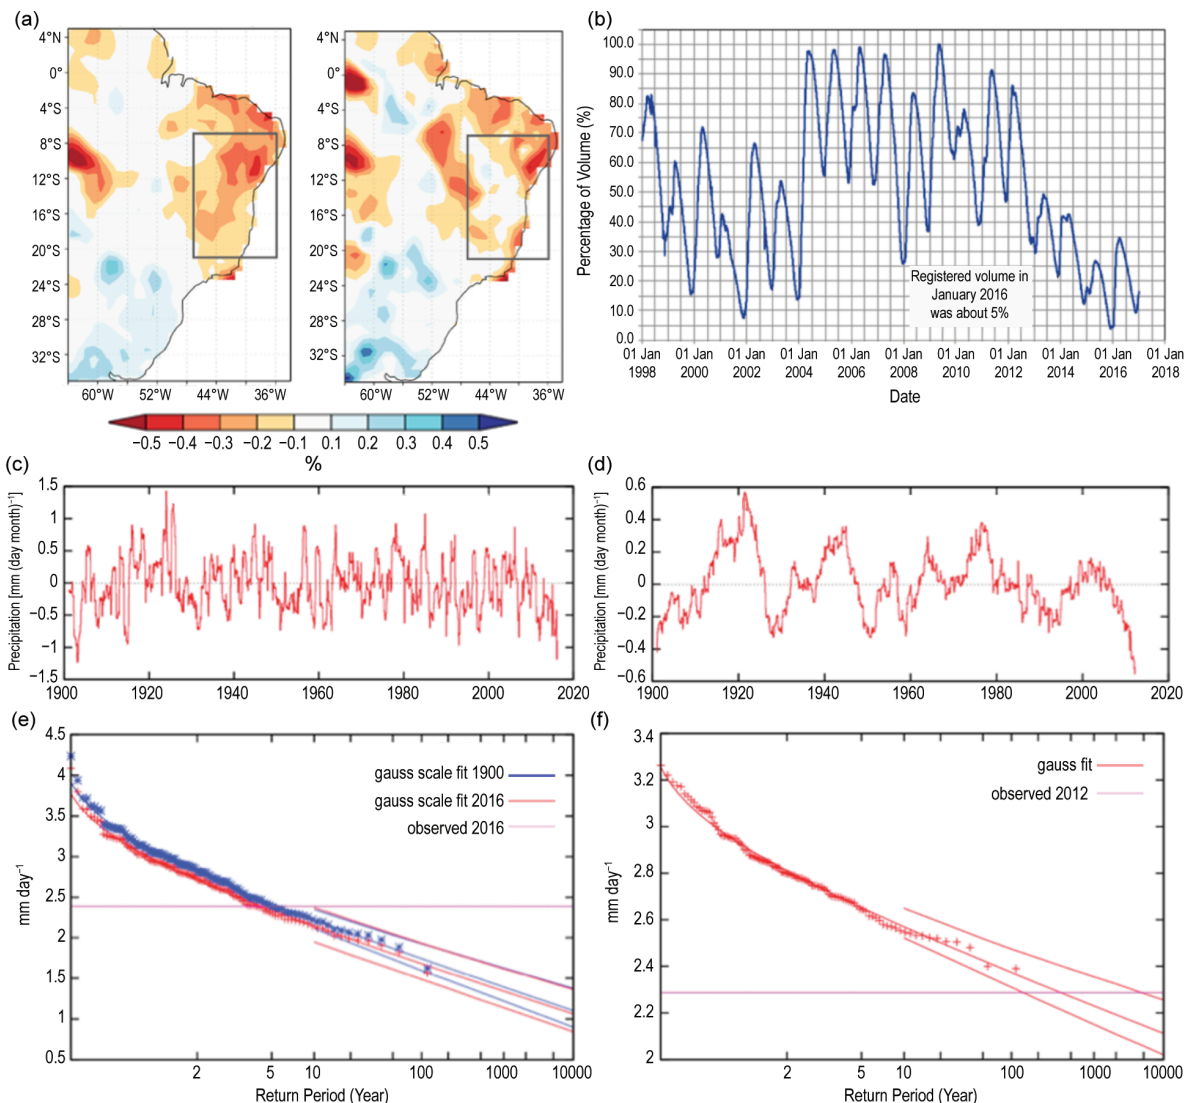 (a)
4°N
0°
4°S
8°S
12°S
16°S
20°S
24°S
28°S
32°S
60°W 52°W 44°W 36°W
4°N
0°
4°S
8°S
12°S
16°S
20°S
24°S
28°S
32°S
60°W 52°W 44°W 36°W
−0.5 −0.4 −0.3 −0.2 −0.1 0.1 0.2 0.3 0.4 0.5
%
(b)
Percentage of Volume (%)
100.0
90.0
80.0
70.0
60.0
50.0
40.0
30.0
20.0
10.0
0.0
Registered volume in
January 2016
was about 5%
01 Jan 01 Jan 01 Jan 01 Jan 01 Jan 01 Jan 01 Jan 01 Jan 01 Jan 01 Jan 01 Jan
1998 2000 2002 2004 2006 2008 2010 2012 2014 2016 2018
Date
(c)
Precipitation [mm (day month)⁻¹]
1.5
1
0.5
0
−0.5
−1
−1.5
1900 1920 1940 1960 1980 2000 2020
(d)
Precipitation [mm (day month)⁻¹]
0.6
0.4
0.2
0
−0.2
−0.4
−0.6
1900 1920 1940 1960 1980 2000 2020
(e)
mm day⁻¹
4.5
4
3.5
3
2.5
2
1.5
1
0.5
gauss scale fit 1900
gauss scale fit 2016
observed 2016
2 5 10 100 1000 10000
Return Period (Year)
(f)
mm day⁻¹
3.4
3.2
3
2.8
2.6
2.4
2.2
2
gauss fit
observed 2012
2 5 10 100 1000 10000
Return Period (Year)